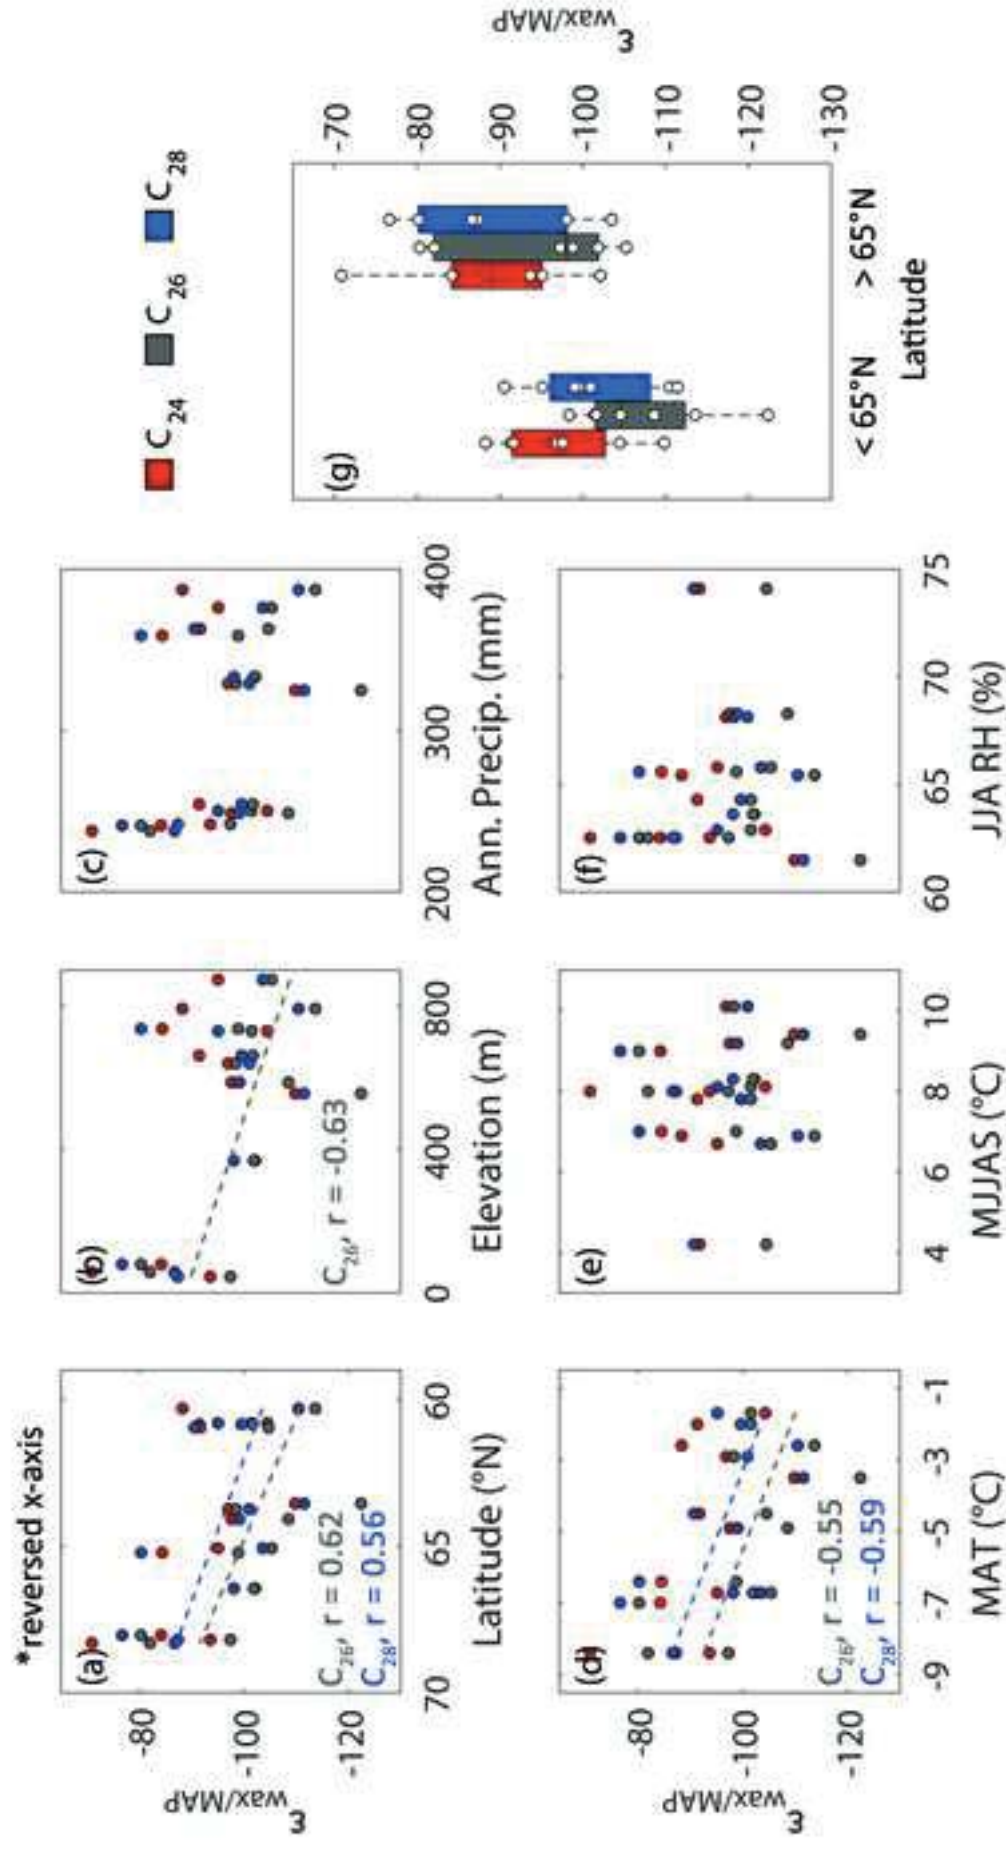 *reversed x-axis
(a)
C26, r = 0.62
C28, r = 0.56
-80
-100
-120
εwax/MAP
70
65
60
Latitude (°N)
(b)
C26, r = -0.63
0
400
800
Elevation (m)
(c)
200
300
400
Ann. Precip. (mm)
(d)
C26, r = -0.55
C28, r = -0.59
-80
-100
-120
εwax/MAP
-9
-7
-5
-3
-1
MAT (°C)
(e)
4
6
8
10
MJJAS (°C)
(f)
60
65
70
75
JJA RH (%)
C24
C26
C28
(g)
-70
-80
-90
-100
-110
-120
-130
εwax/MAP
< 65°N
> 65°N
Latitude